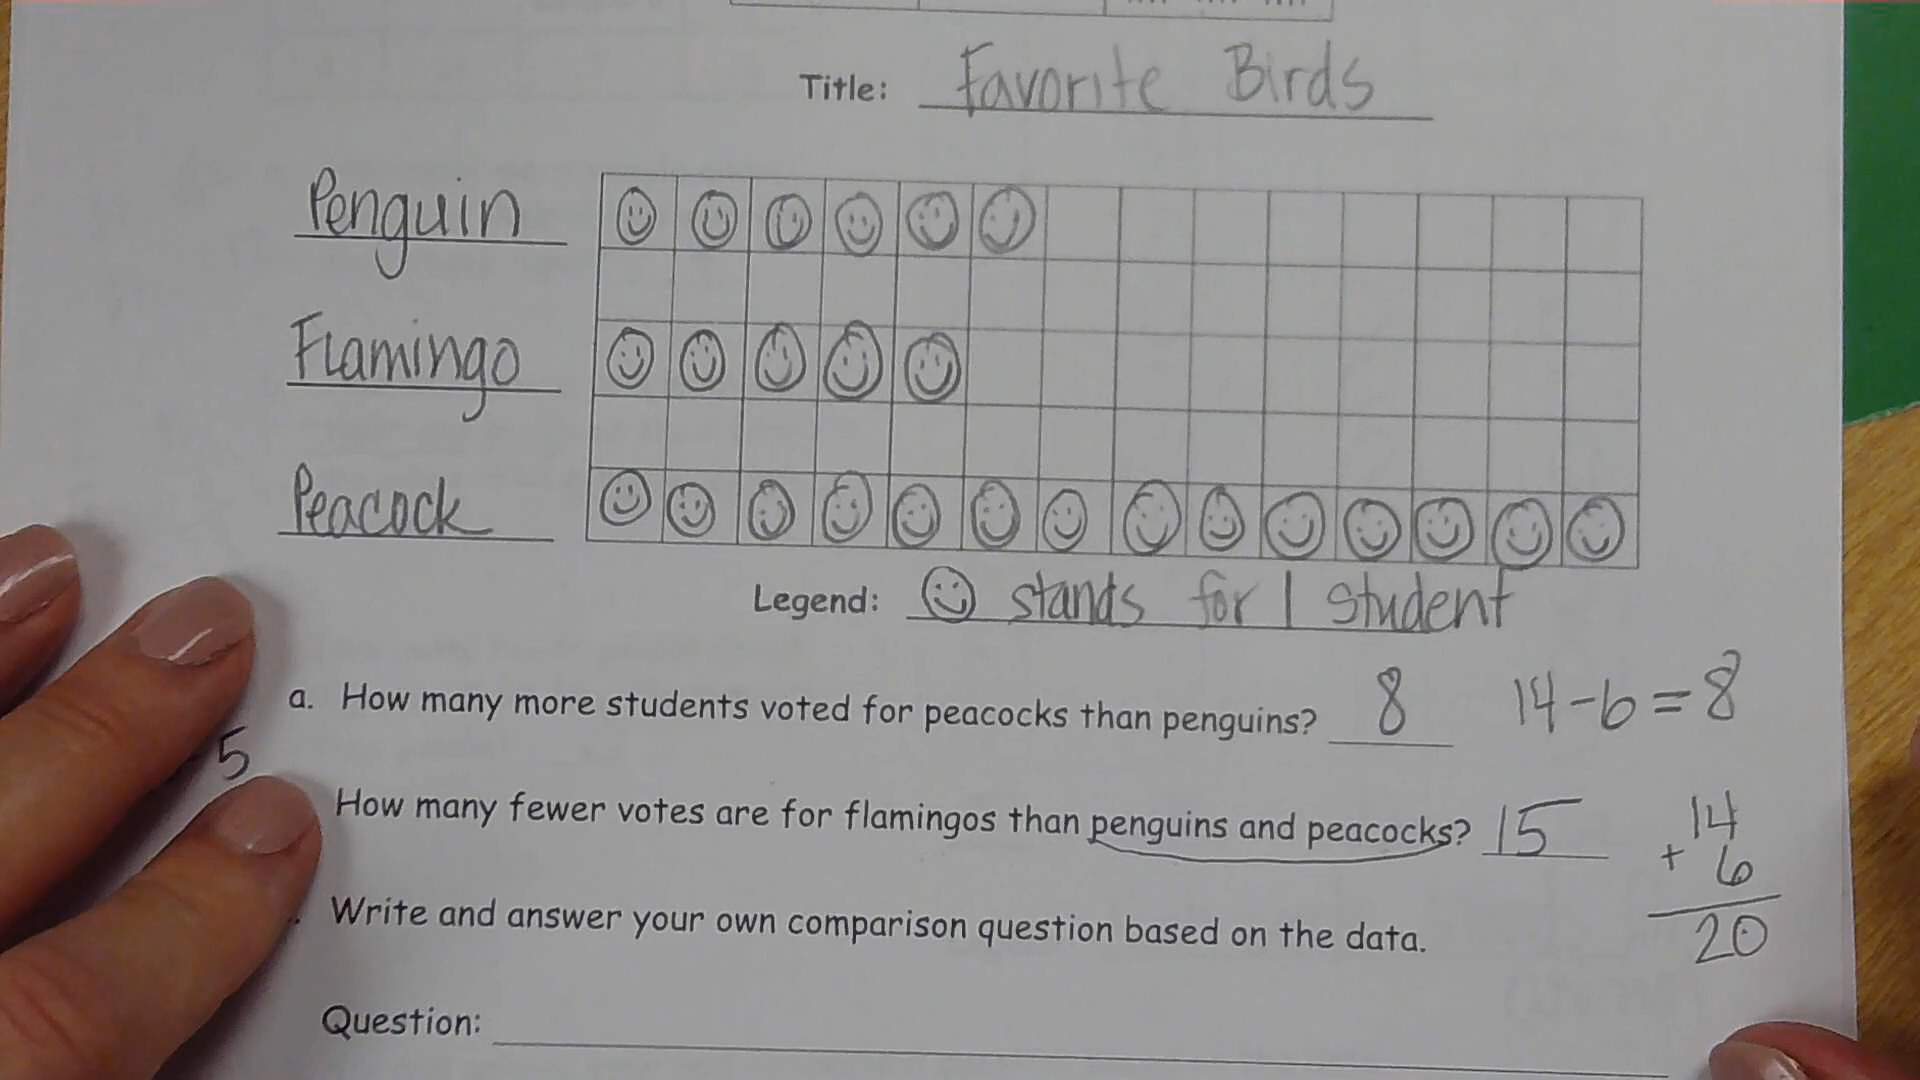 Title: Favorite Birds
Penguin
Flamingo
Peacock
Legend: stands for 1 student
a. How many more students voted for peacocks than penguins? 8 14-6=8
5
How many fewer votes are for flamingos than penguins and peacocks? 15
14
+ 6
20
Write and answer your own comparison question based on the data.
Question: